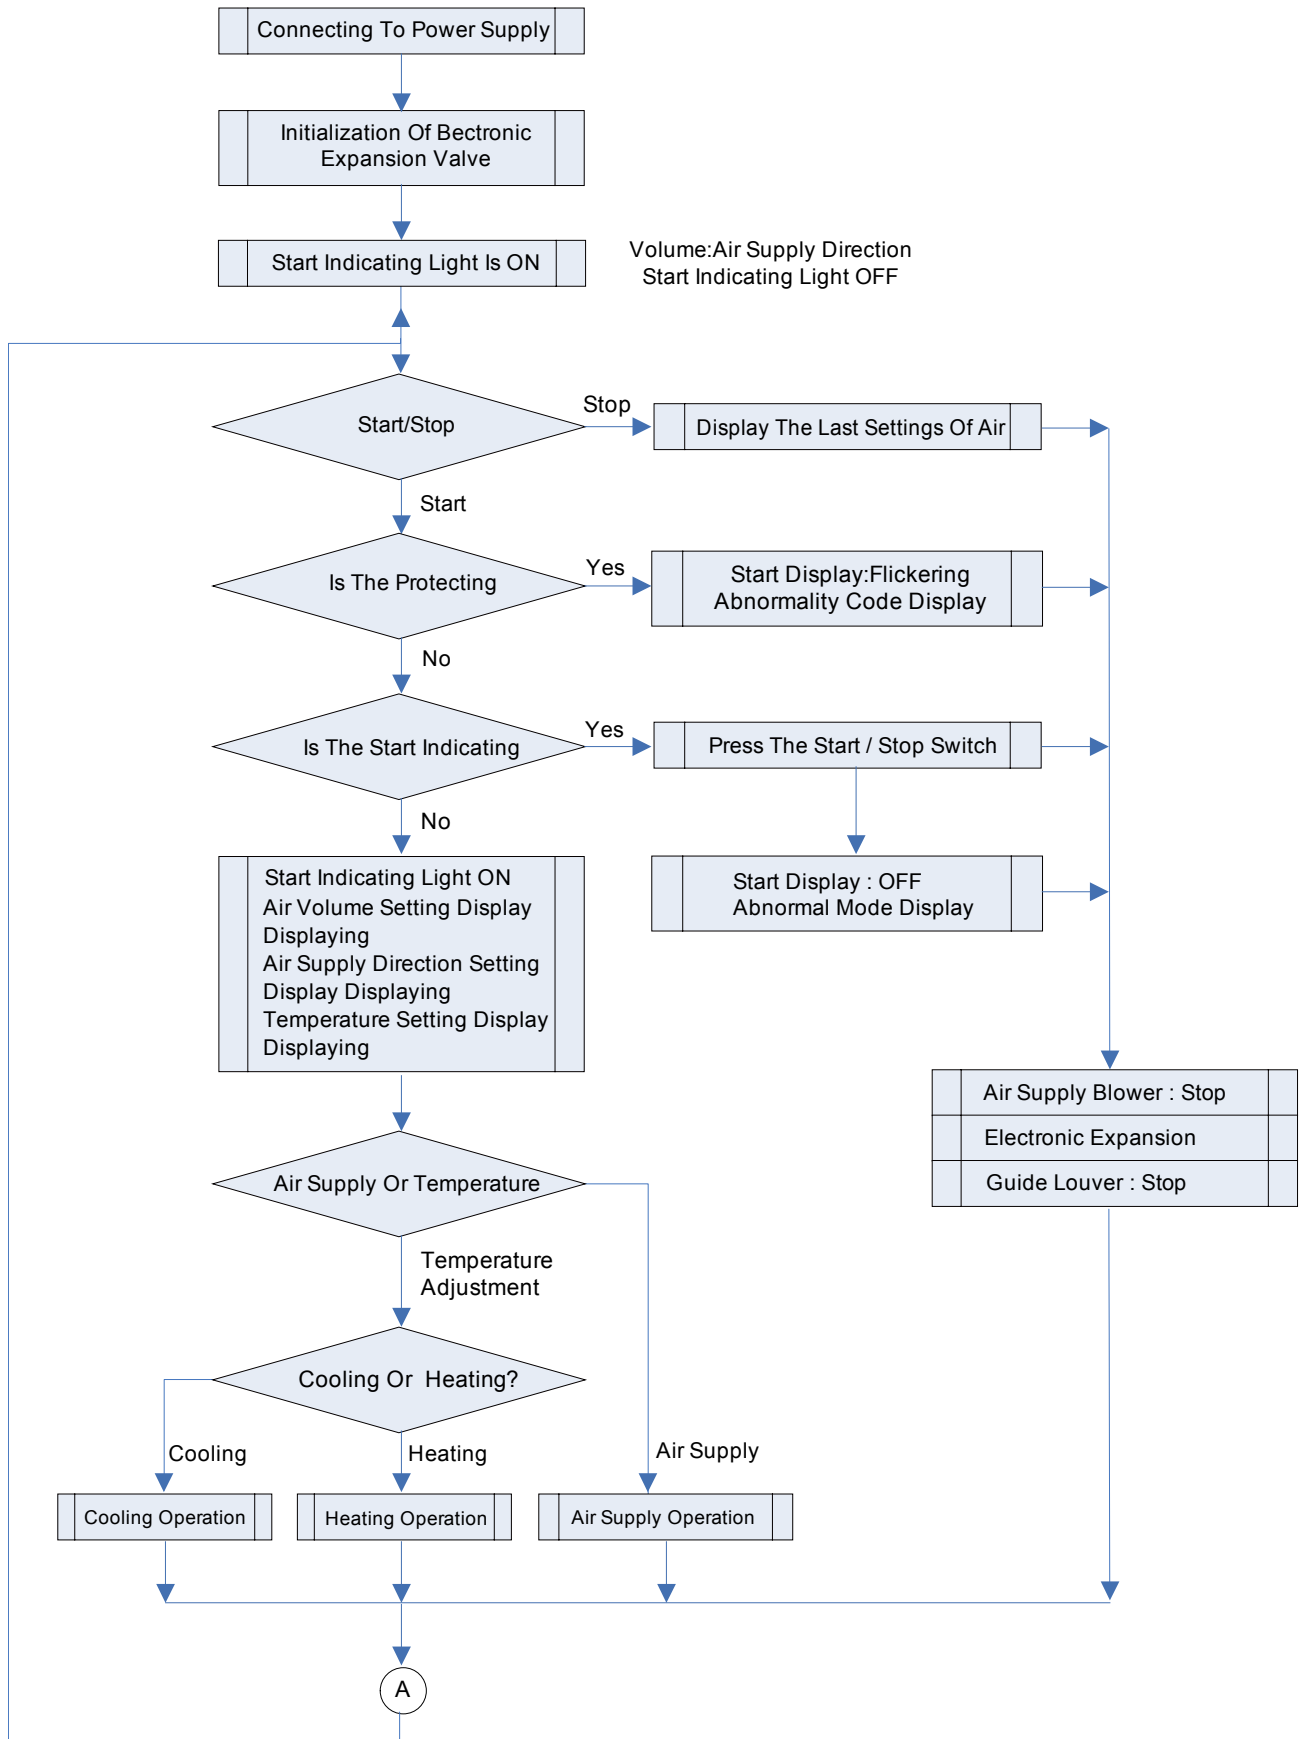 Connecting To Power Supply
Initialization Of Bectronic
Expansion Valve
Start Indicating Light Is ON
Volume:Air Supply Direction
Start Indicating Light OFF
Start/Stop
Stop
Display The Last Settings Of Air
Start
Is The Protecting
Yes
Start Display:Flickering
Abnormality Code Display
No
Is The Start Indicating
Yes
Press The Start / Stop Switch
No
Start Indicating Light ON
Air Volume Setting Display
Displaying
Air Supply Direction Setting
Display Displaying
Temperature Setting Display
Displaying
Start Display : OFF
Abnormal Mode Display
Air Supply Blower : Stop
Electronic Expansion
Guide Louver : Stop
Air Supply Or Temperature
Temperature
Adjustment
Cooling Or  Heating?
Cooling
Heating
Air Supply
Cooling Operation
Heating Operation
Air Supply Operation
A